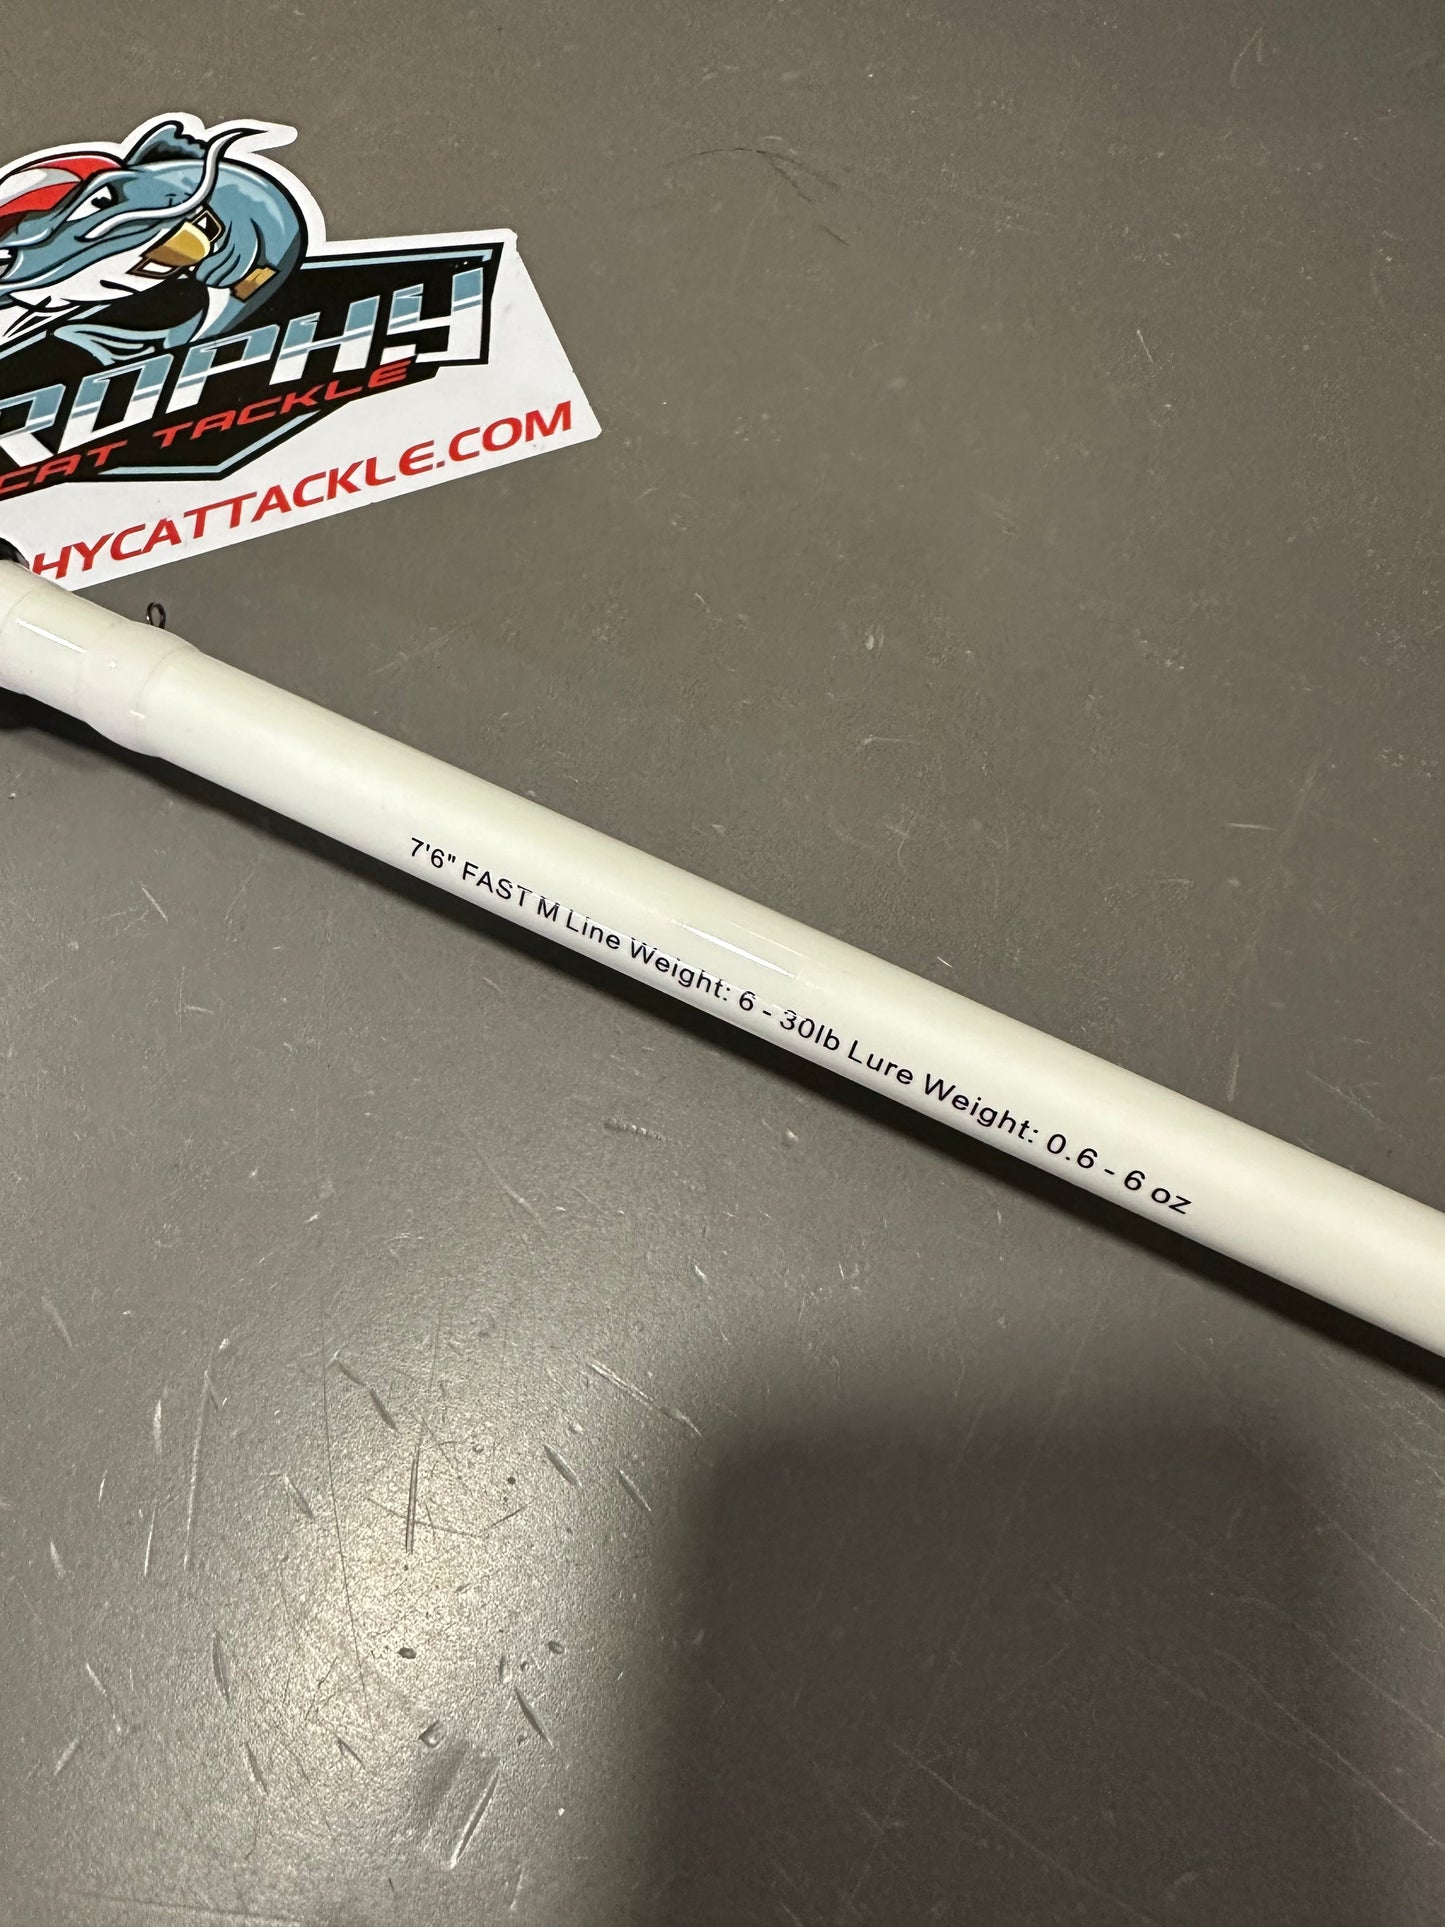 ROPHY
CAT TACKLE
HYCATTACKLE.COM
7'6" FAST M Line Weight: 6 - 30lb Lure Weight: 0.6 - 6 oz